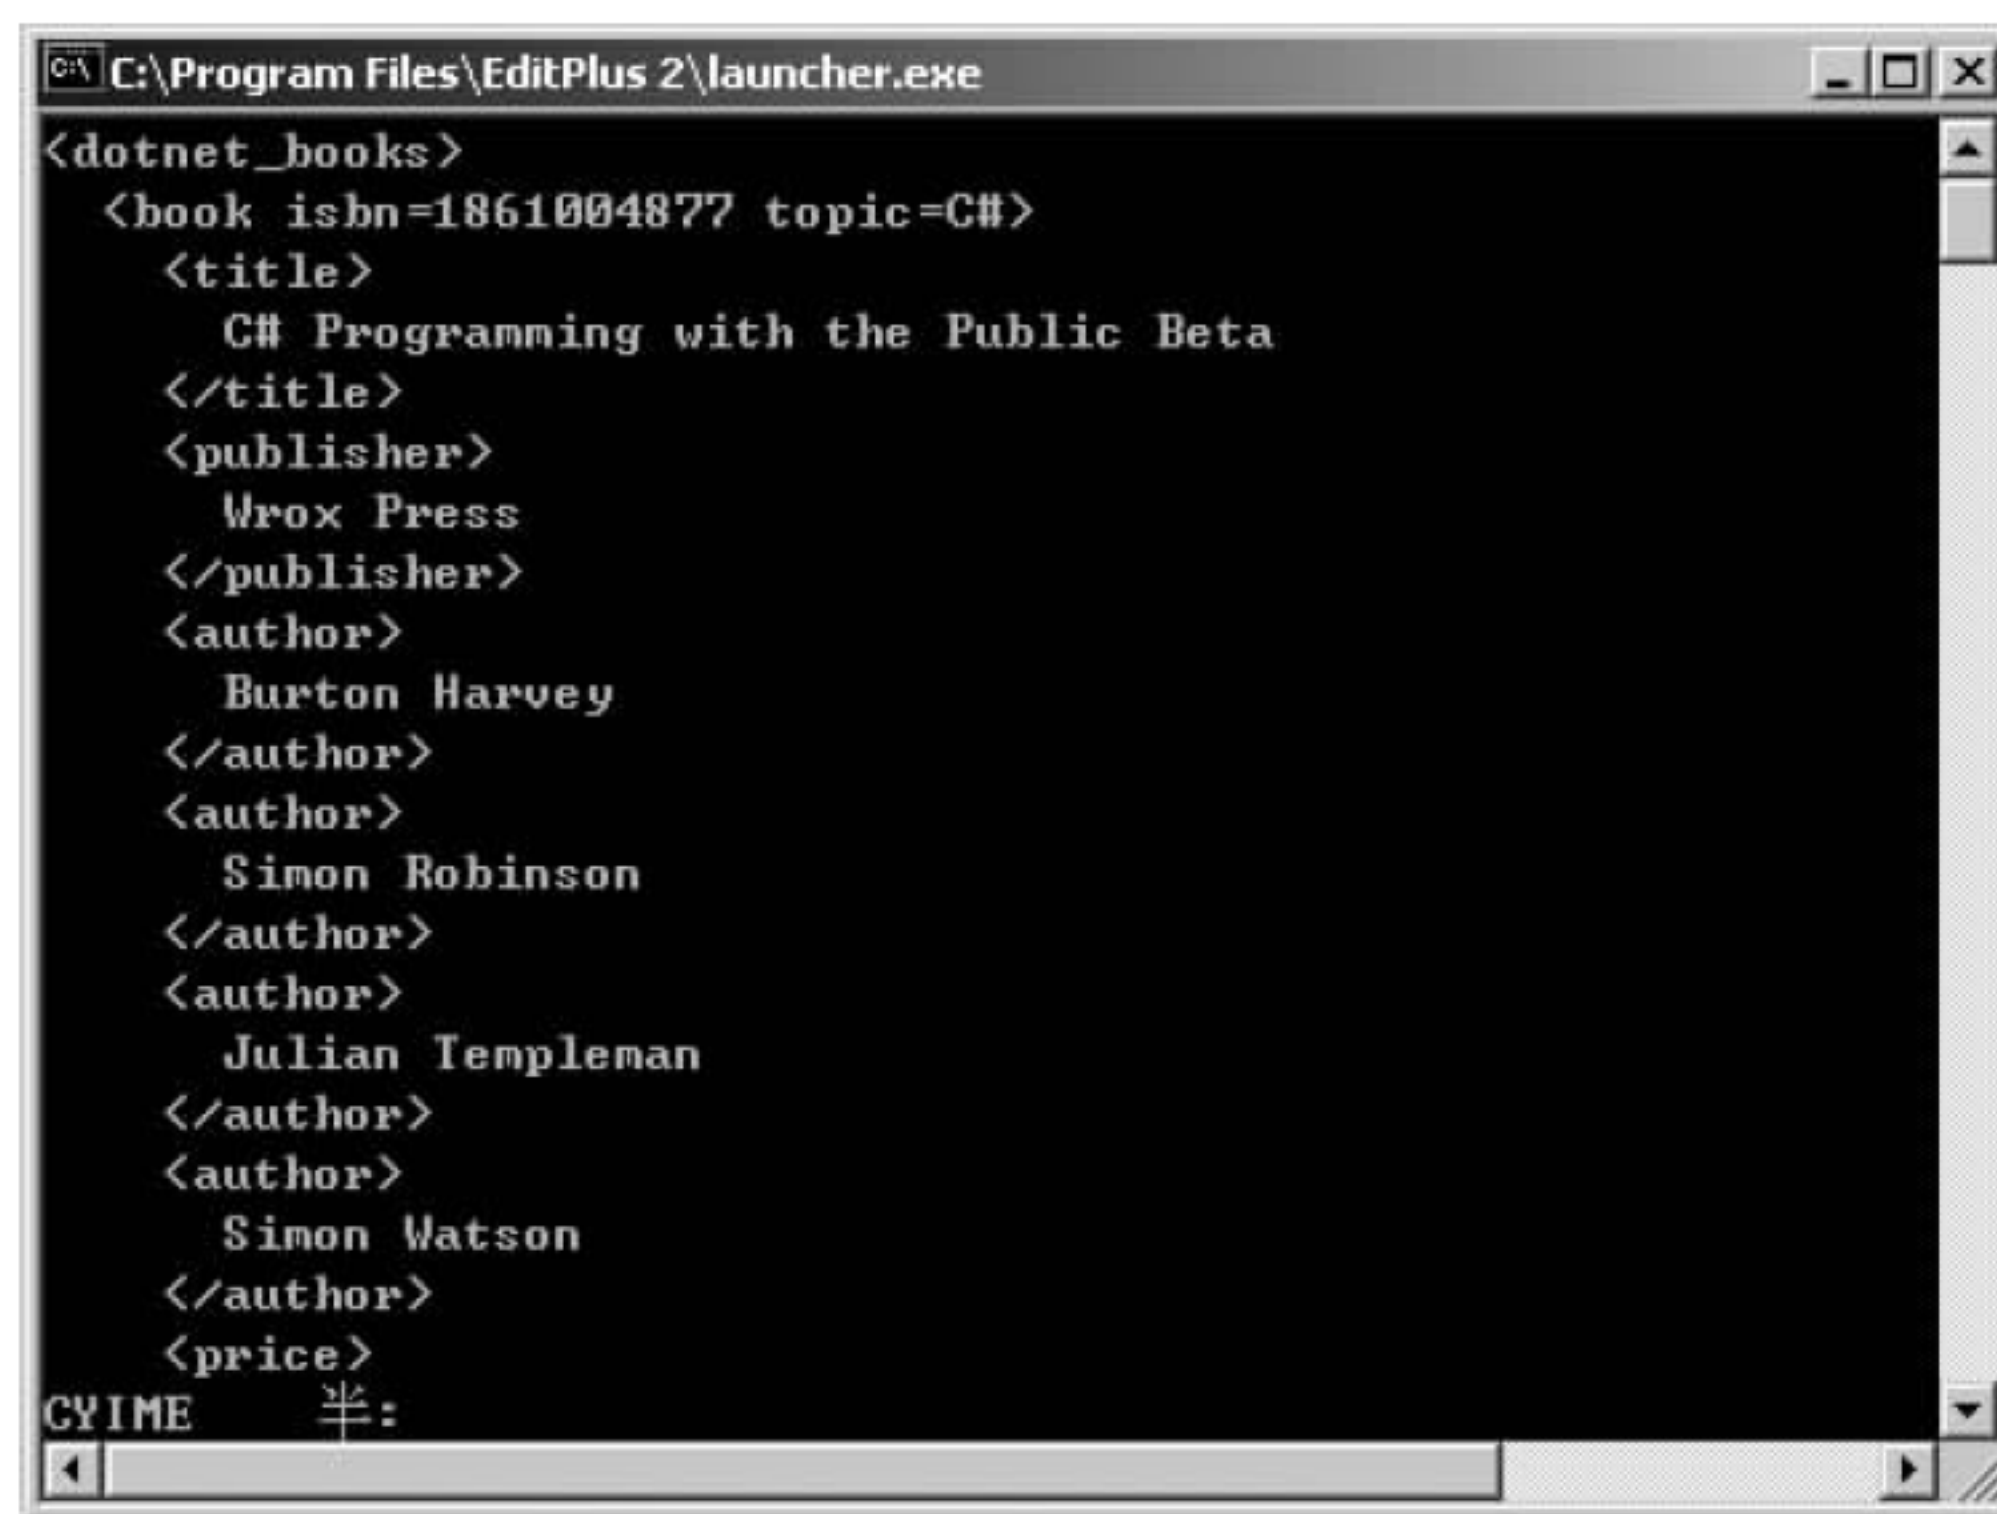 C:\Program Files\EditPlus 2\launcher.exe
<dotnet_books>
  <book isbn=1861004877 topic=C#>
    <title>
      C# Programming with the Public Beta
    </title>
    <publisher>
      Wrox Press
    </publisher>
    <author>
      Burton Harvey
    </author>
    <author>
      Simon Robinson
    </author>
    <author>
      Julian Templeman
    </author>
    <author>
      Simon Watson
    </author>
    <price>
CYIME    半: